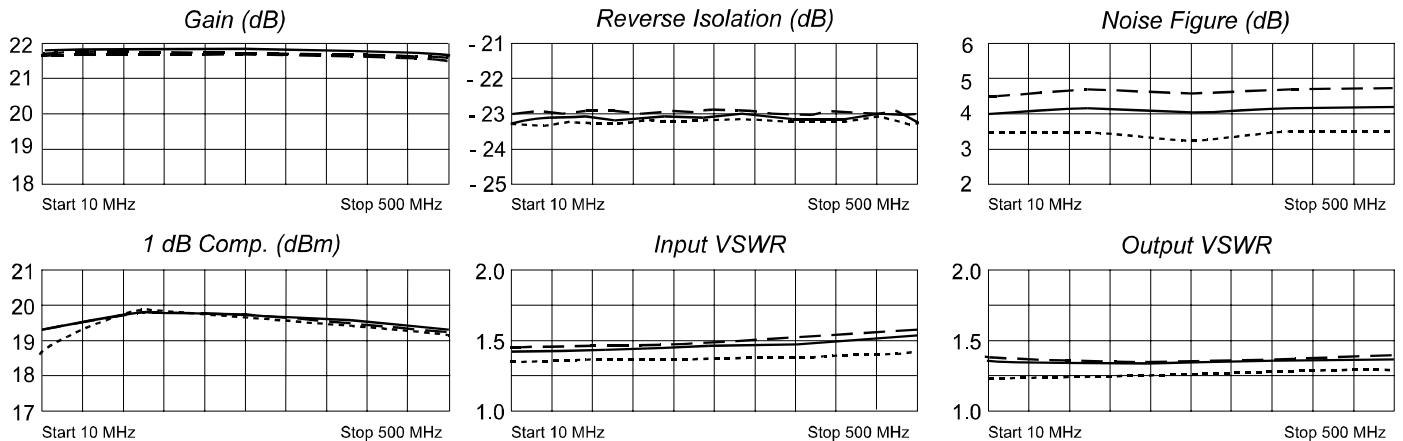 Gain (dB)
22
21
20
19
18
Start 10 MHz
Stop 500 MHz
Reverse Isolation (dB)
- 21
- 22
- 23
- 24
- 25
Start 10 MHz
Stop 500 MHz
Noise Figure (dB)
6
5
4
3
2
Start 10 MHz
Stop 500 MHz
1 dB Comp. (dBm)
21
20
19
18
17
Start 10 MHz
Stop 500 MHz
Input VSWR
2.0
1.5
1.0
Start 10 MHz
Stop 500 MHz
Output VSWR
2.0
1.5
1.0
Start 10 MHz
Stop 500 MHz